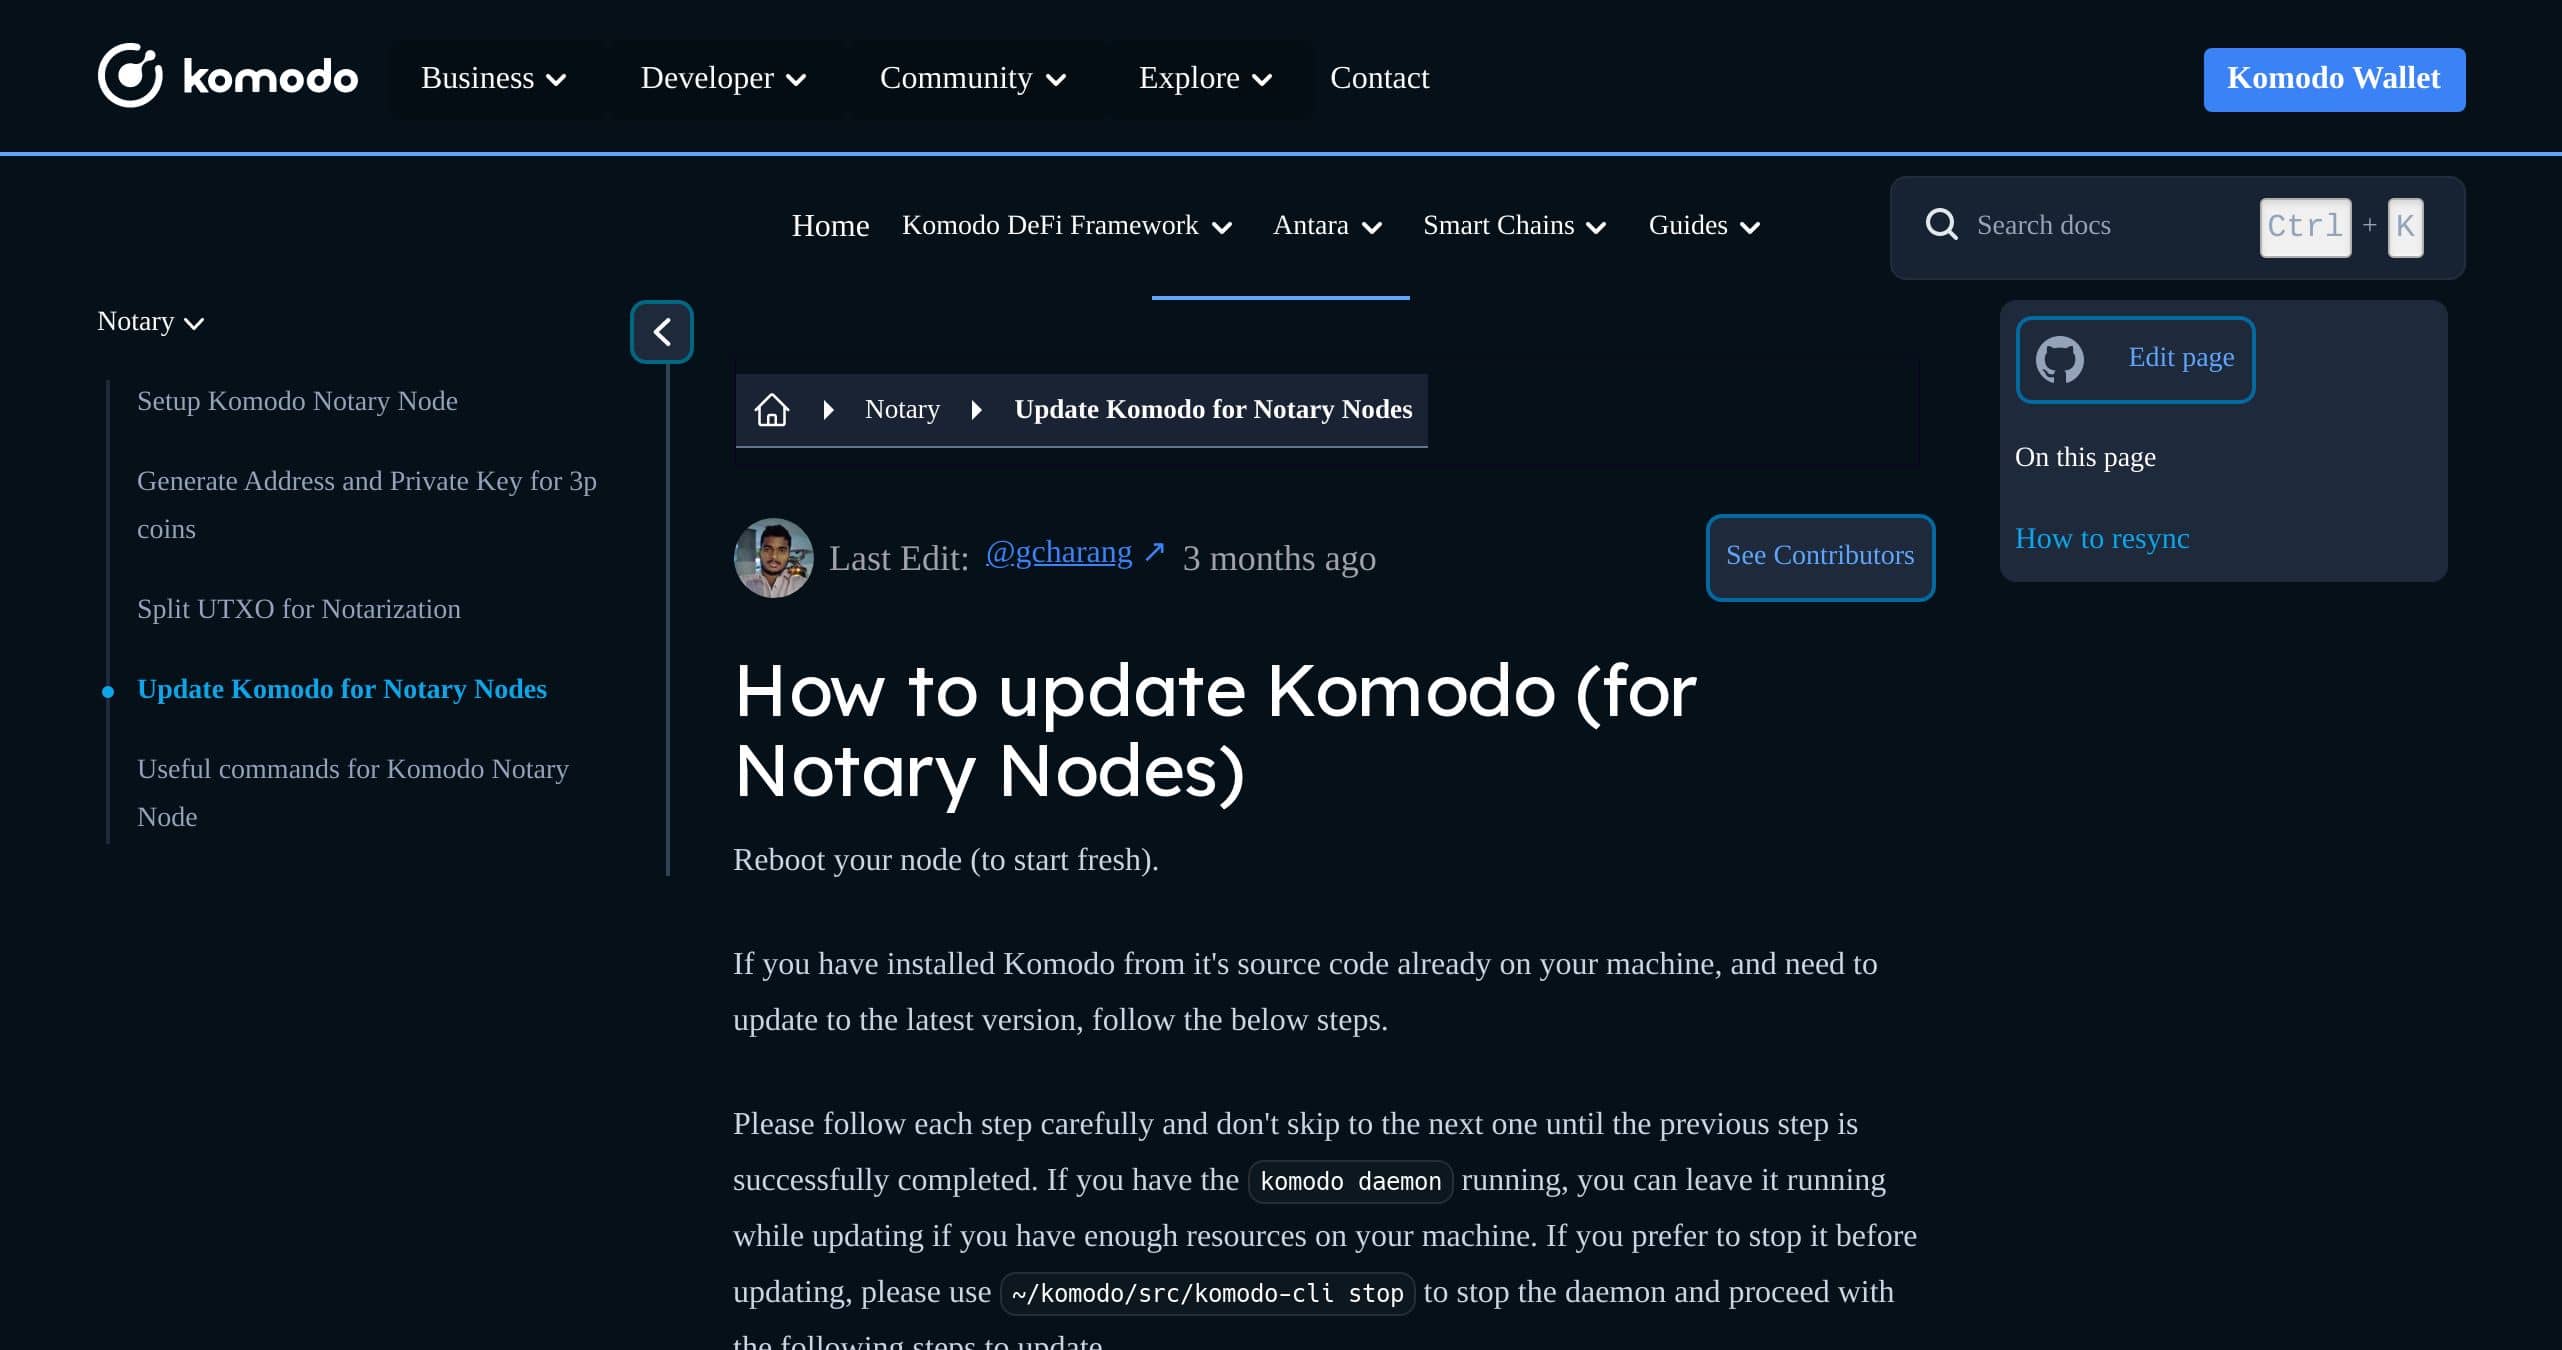 komodo
Business
Developer
Community
Explore
Contact
Komodo Wallet
Home
Komodo DeFi Framework
Antara
Smart Chains
Guides
Search docs
Ctrl + K
Notary
Setup Komodo Notary Node
Generate Address and Private Key for 3p
coins
Split UTXO for Notarization
Update Komodo for Notary Nodes
Useful commands for Komodo Notary
Node
Notary
Update Komodo for Notary Nodes
Last Edit: @gcharang ↗ 3 months ago
See Contributors
How to update Komodo (for
Notary Nodes)
Reboot your node (to start fresh).
If you have installed Komodo from it's source code already on your machine, and need to
update to the latest version, follow the below steps.
Please follow each step carefully and don't skip to the next one until the previous step is
successfully completed. If you have the komodo daemon running, you can leave it running
while updating if you have enough resources on your machine. If you prefer to stop it before
updating, please use ~/komodo/src/komodo-cli stop to stop the daemon and proceed with
the following steps to update.
Edit page
On this page
How to resync